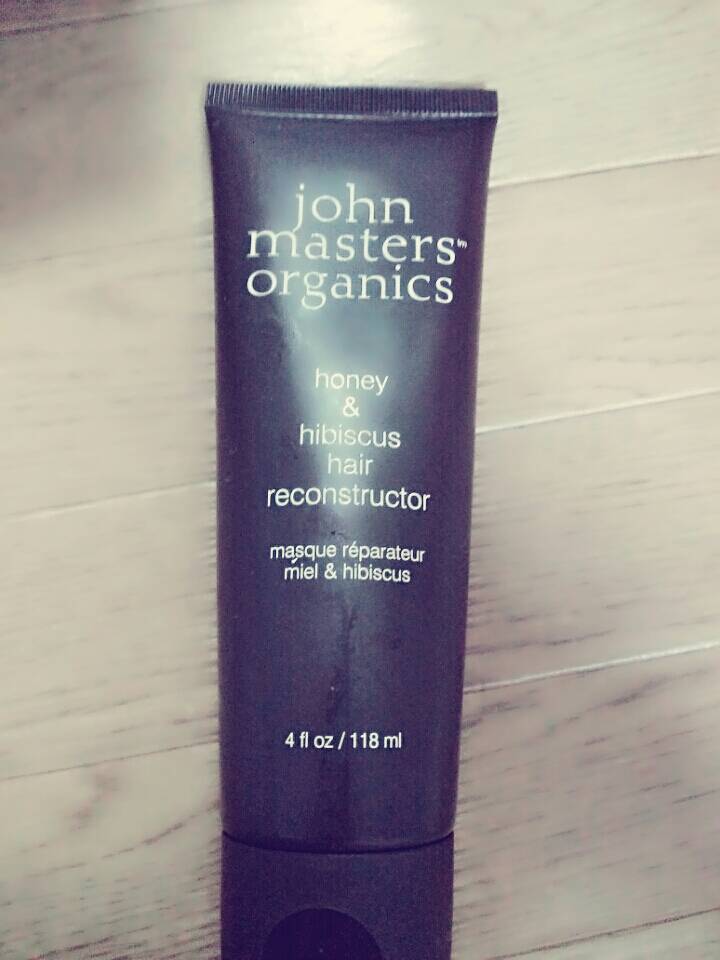 john
masters™
organics
honey
&
hibiscus
hair
reconstructor
masque réparateur
miel & hibiscus
4 fl oz / 118 ml